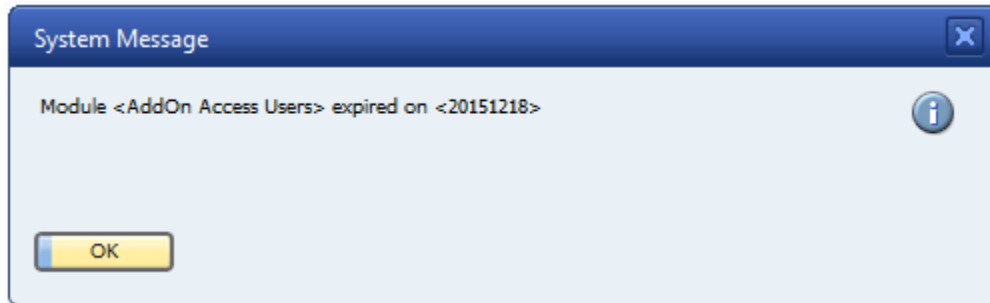 System Message
Module <AddOn Access Users> expired on <20151218>
OK